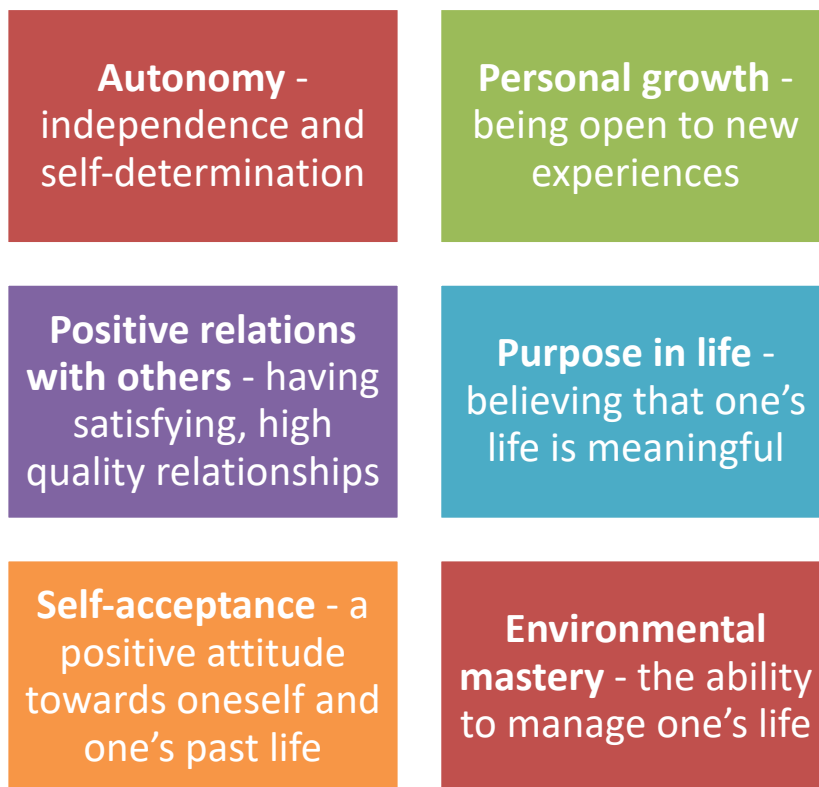 Autonomy -
independence and
self-determination
Personal growth -
being open to new
experiences
Positive relations
with others - having
satisfying, high
quality relationships
Purpose in life -
believing that one’s
life is meaningful
Self-acceptance - a
positive attitude
towards oneself and
one’s past life
Environmental
mastery - the ability
to manage one’s life